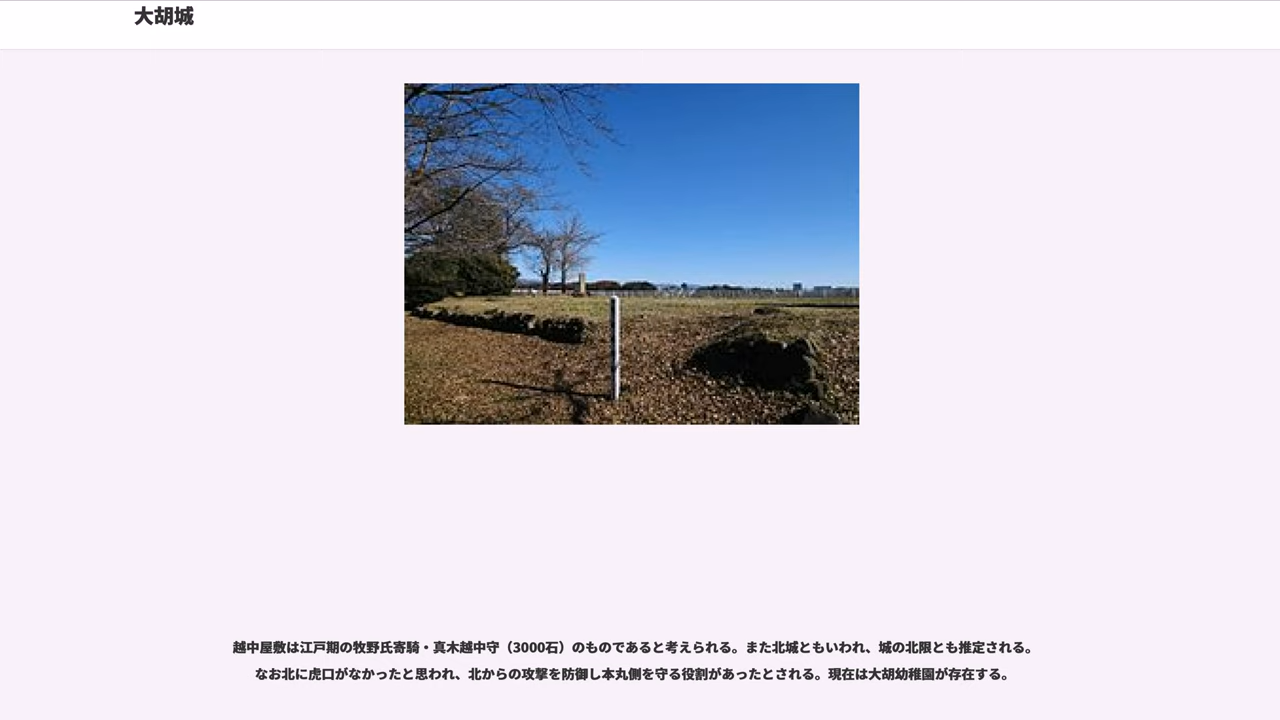 大胡城
越中屋敷は江戸期の牧野氏寄騎・真木越中守（3000石）のものであると考えられる。また北城ともいわれ、城の北限とも推定される。
なお北に虎口がなかったと思われ、北からの攻撃を防御し本丸側を守る役割があったとされる。現在は大胡幼稚園が存在する。